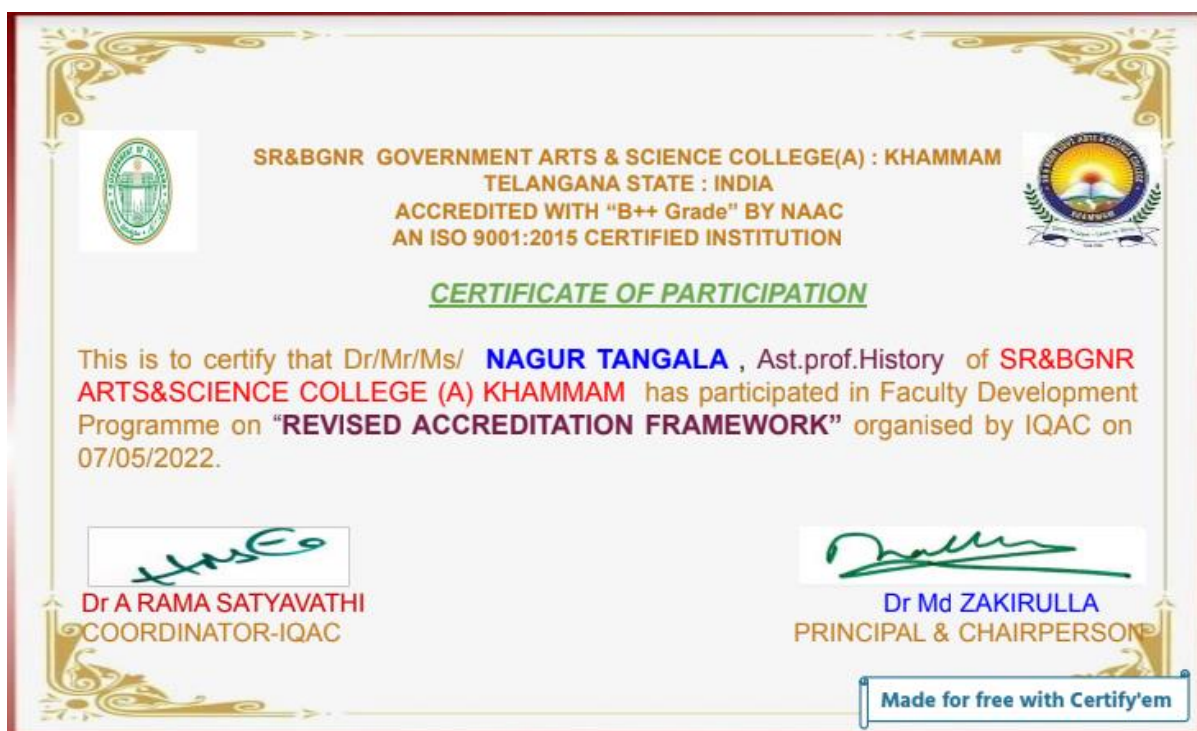 SR&BGNR GOVERNMENT ARTS & SCIENCE COLLEGE(A) : KHAMMAM
TELANGANA STATE : INDIA
ACCREDITED WITH “B++ Grade” BY NAAC
AN ISO 9001:2015 CERTIFIED INSTITUTION
CERTIFICATE OF PARTICIPATION
This is to certify that Dr/Mr/Ms/ NAGUR TANGALA , Ast.prof.History of SR&BGNR
ARTS&SCIENCE COLLEGE (A) KHAMMAM has participated in Faculty Development
Programme on “REVISED ACCREDITATION FRAMEWORK” organised by IQAC on
07/05/2022.
Dr A RAMA SATYAVATHI
COORDINATOR-IQAC
Dr Md ZAKIRULLA
PRINCIPAL & CHAIRPERSON
Made for free with Certify'em